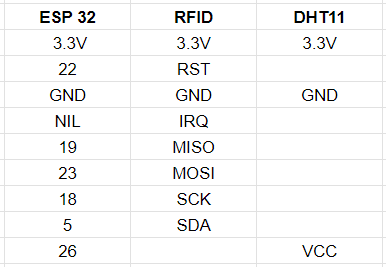 ESP 32 RFID DHT11
3.3V 3.3V 3.3V
22 RST
GND GND GND
NIL IRQ
19 MISO
23 MOSI
18 SCK
5 SDA
26 VCC